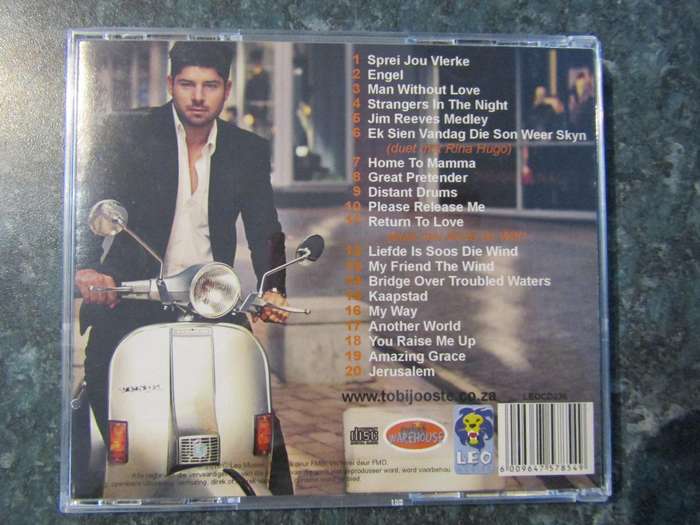 1 Sprei Jou Vlerke
2 Engel
3 Man Without Love
4 Strangers In The Night
5 Jim Reeves Medley
6 Ek Sien Vandag Die Son Weer Skyn
(duet met Rina Hugo)
7 Home To Mamma
8 Great Pretender
9 Distant Drums
10 Please Release Me
11 Return To Love
12 Liefde Is Soos Die Wind
13 My Friend The Wind
14 Bridge Over Troubled Waters
15 Kaapstad
16 My Way
17 Another World
18 You Raise Me Up
19 Amazing Grace
20 Jerusalem
www.tobijooste.co.za
disc
WAREHOUSE
LEO
6 009647 578549